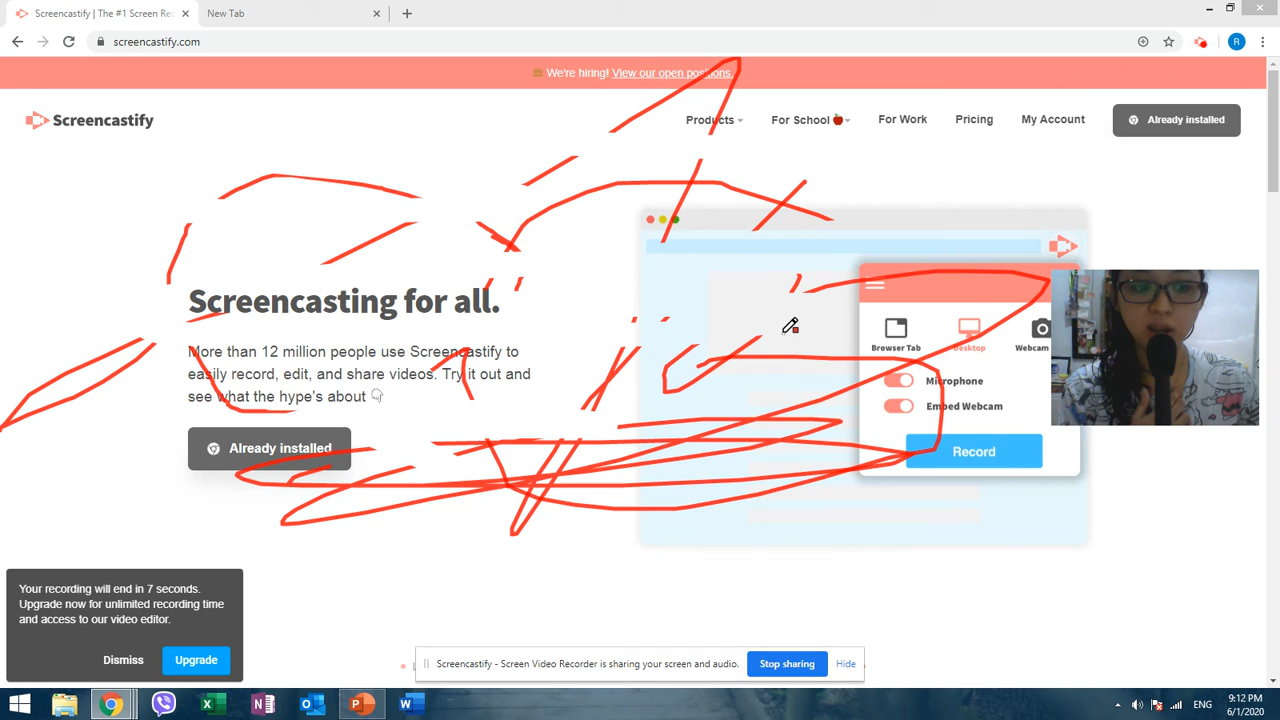 Screencastify | The #1 Screen Rec
New Tab
screencastify.com
R
We're hiring! View our open positions.
Screencastify
Products
For School
For Work
Pricing
My Account
Already installed
Screencasting for all.
More than 12 million people use Screencastify to
easily record, edit, and share videos. Try it out and
see what the hype's about
Already installed
Browser Tab
Desktop
Webcam
Microphone
Embed Webcam
Record
Your recording will end in 7 seconds.
Upgrade now for unlimited recording time
and access to our video editor.
Dismiss
Upgrade
Screencastify - Screen Video Recorder is sharing your screen and audio.
Stop sharing
Hide
ENG
9:12 PM
6/1/2020